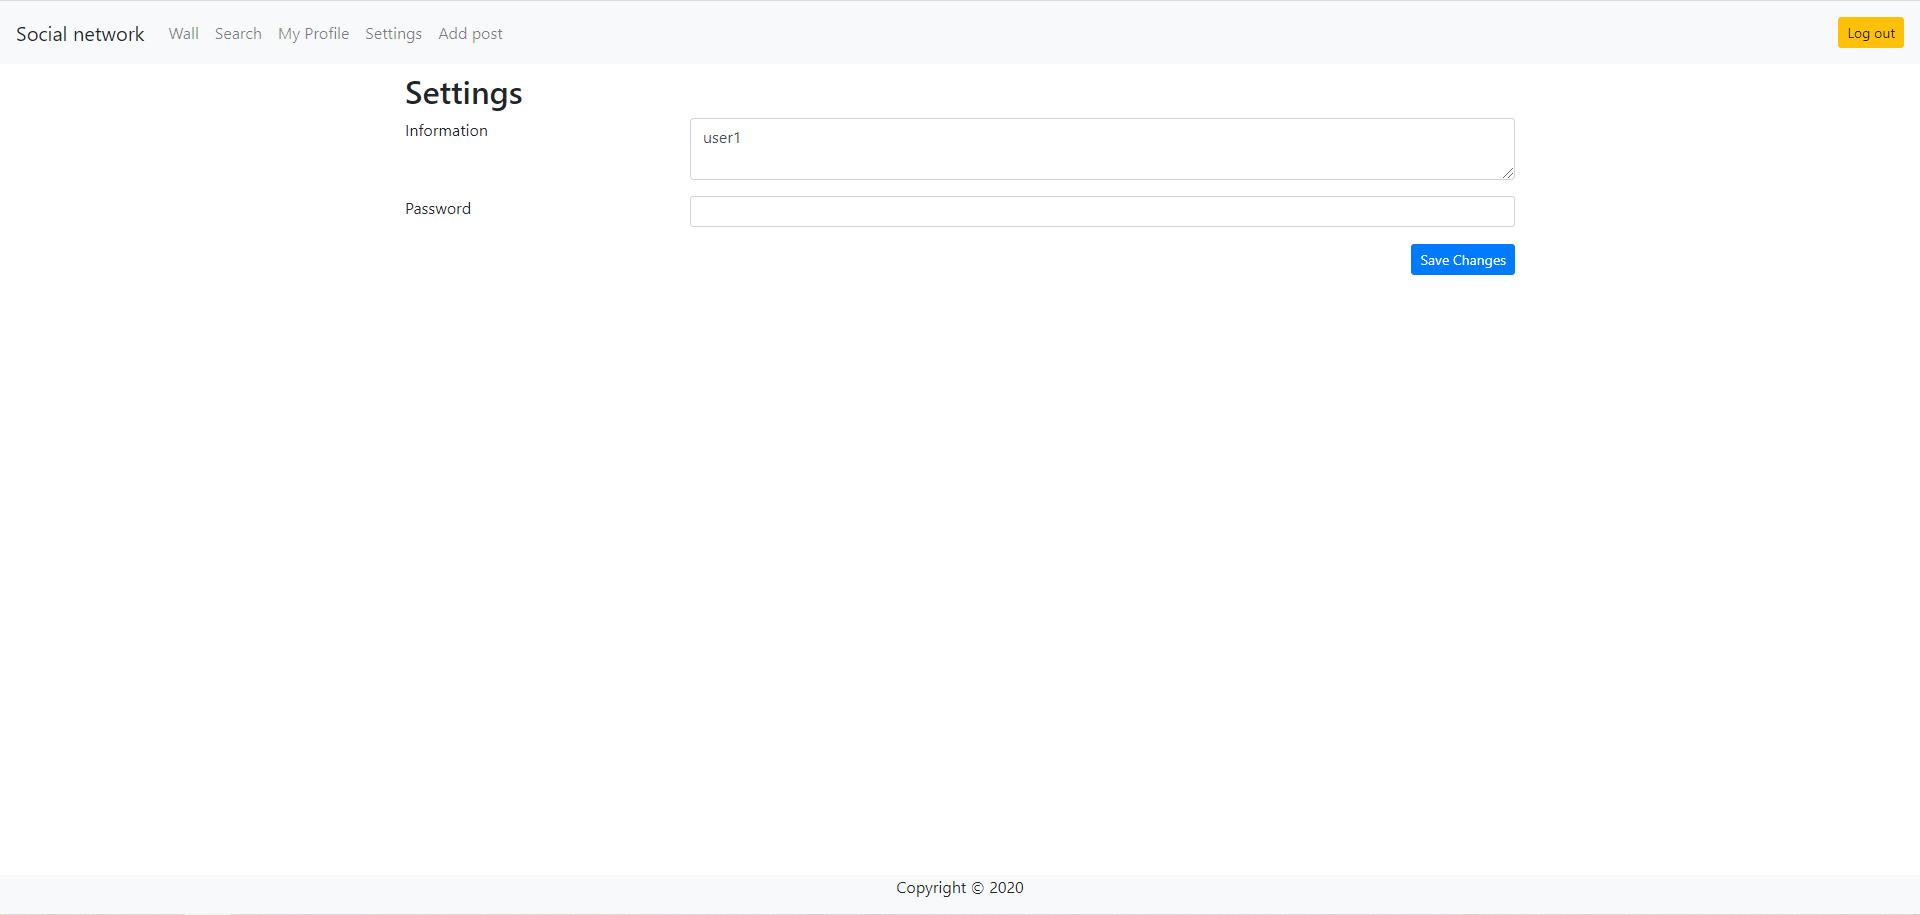 Social network Wall Search My Profile Settings Add post Log out
Settings
Information user1
Password
Save Changes
Copyright © 2020